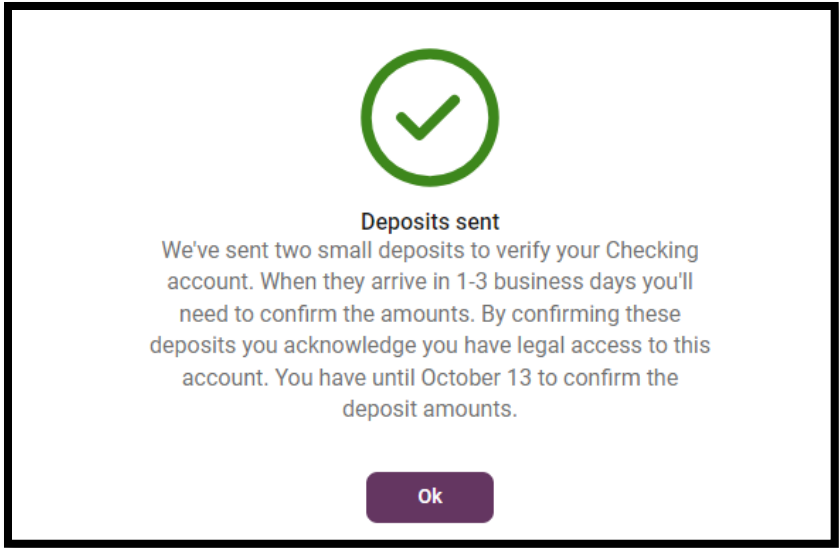 Deposits sent
We've sent two small deposits to verify your Checking
account. When they arrive in 1-3 business days you'll
need to confirm the amounts. By confirming these
deposits you acknowledge you have legal access to this
account. You have until October 13 to confirm the
deposit amounts.
Ok